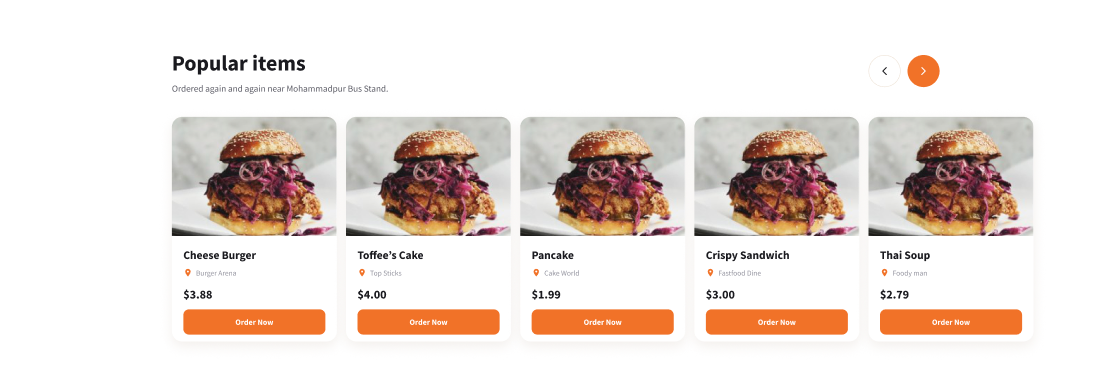 Popular items
Ordered again and again near Mohammadpur Bus Stand.
Cheese Burger
Burger Arena
$3.88
Order Now
Toffee’s Cake
Top Sticks
$4.00
Order Now
Pancake
Cake World
$1.99
Order Now
Crispy Sandwich
Fastfood Dine
$3.00
Order Now
Thai Soup
Foody man
$2.79
Order Now